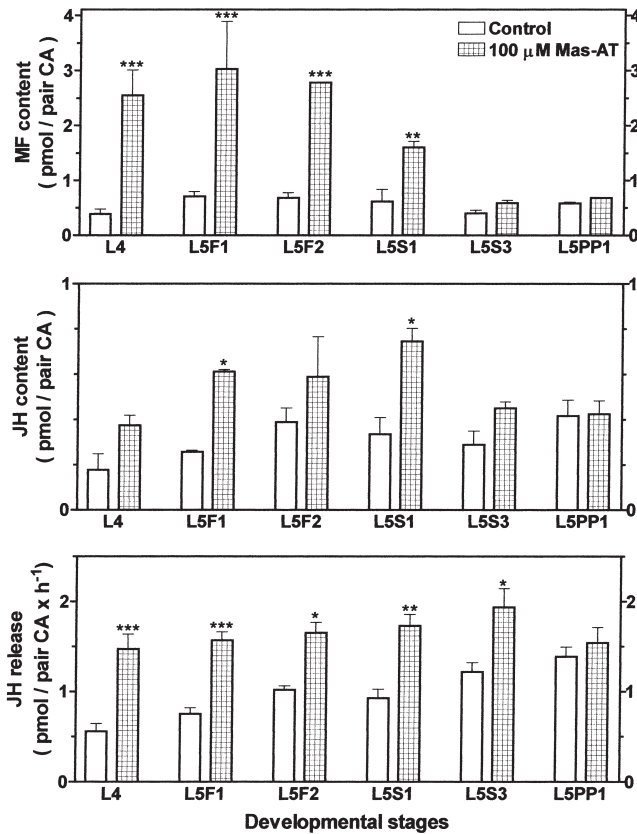 Control
100 μM Mas-AT
MF content
( pmol / pair CA)
4
3
2
1
0
4
3
2
1
0
*** *** *** **
L4 L5F1 L5F2 L5S1 L5S3 L5PP1
JH content
( pmol / pair CA)
1
0
1
0
* *
L4 L5F1 L5F2 L5S1 L5S3 L5PP1
JH release
( pmol / pair CA x h-1)
2
1
0
2
1
0
*** *** * ** *
L4 L5F1 L5F2 L5S1 L5S3 L5PP1
Developmental stages